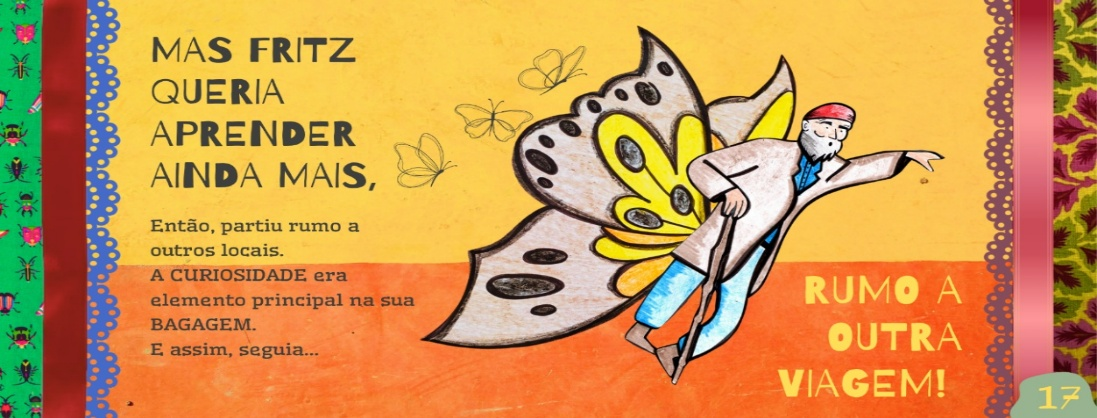 MAS FRITZ
QUERIA
APRENDER
AINDA MAIS,
Então, partiu rumo a
outros locais.
A CURIOSIDADE era
elemento principal na sua
BAGAGEM.
E assim, seguia...
RUMO A
OUTRA
VIAGEM!
17